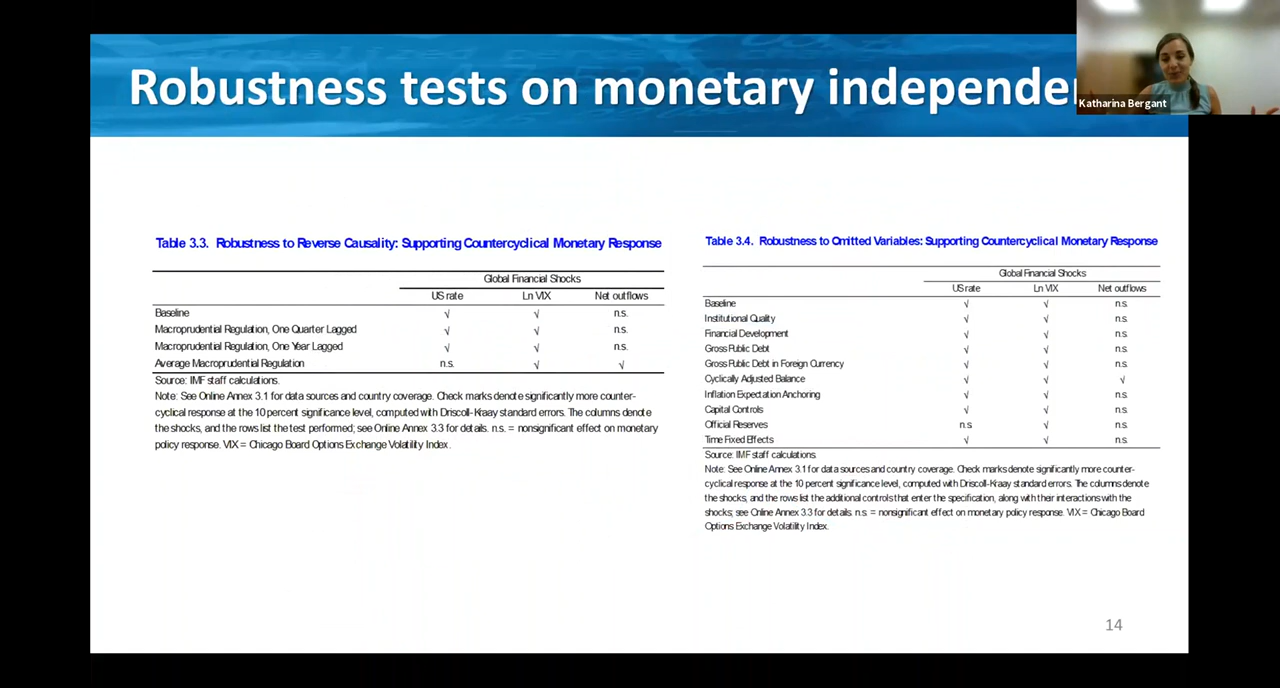 Robustness tests on monetary independe
Katharina Bergant
Table 3.3. Robustness to Reverse Causality: Supporting Countercyclical Monetary Response
Global Financial Shocks
US rate Ln VIX Net outflows
Baseline √ √ n.s.
Macroprudential Regulation, One Quarter Lagged √ √ n.s.
Macroprudential Regulation, One Year Lagged √ √ n.s.
Average Macroprudential Regulation n.s. √ √
Source: IMF staff calculations.
Note: See Online Annex 3.1 for data sources and country coverage. Check marks denote significantly more counter-
cyclical response at the 10 percent significance level, computed with Driscoll-Kraay standard errors. The columns denote
the shocks, and the rows list the test performed; see Online Annex 3.3 for details. n.s. = nonsignificant effect on monetary
policy response. VIX = Chicago Board Options Exchange Volatility Index.
Table 3.4. Robustness to Omitted Variables: Supporting Countercyclical Monetary Response
Global Financial Shocks
US rate Ln VIX Net outflows
Baseline √ √ n.s.
Institutional Quality √ √ n.s.
Financial Development √ √ n.s.
Gross Public Debt √ √ n.s.
Gross Public Debt in Foreign Currency √ √ n.s.
Cyclically Adjusted Balance √ √ √
Inflation Expectation Anchoring √ √ n.s.
Capital Controls √ √ n.s.
Official Reserves n.s √ n.s.
Time Fixed Effects √ √ n.s.
Source: IMF staff calculations.
Note: See Online Annex 3.1 for data sources and country coverage. Check marks denote significantly more counter-
cyclical response at the 10 percent significance level, computed with Driscoll-Kraay standard errors. The columns denote
the shocks, and the rows list the additional controls that enter the specification, along with their interactions with the
shocks; see Online Annex 3.3 for details. n.s. = nonsignificant effect on monetary policy response. VIX = Chicago Board
Options Exchange Volatility Index.
14